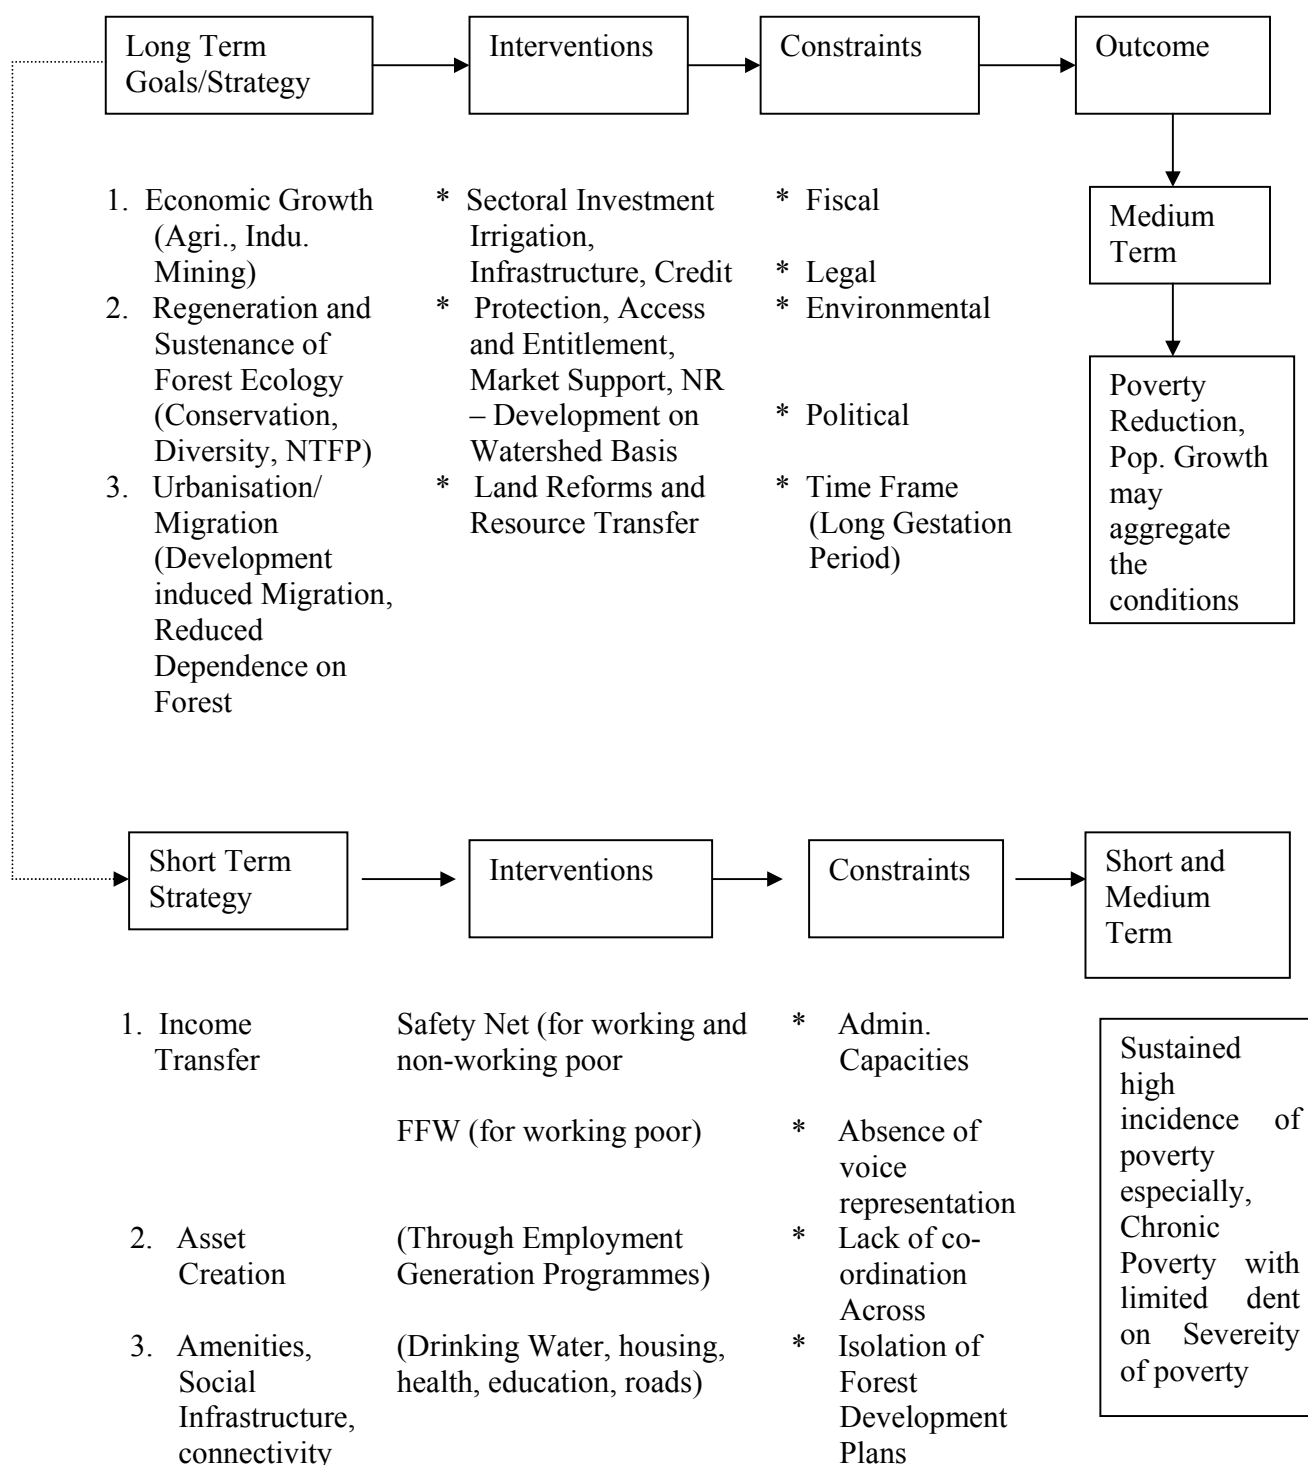 Long Term
Goals/Strategy
Interventions
Constraints
Outcome
1. Economic Growth
(Agri., Indu.
Mining)
2. Regeneration and
Sustenance of
Forest Ecology
(Conservation,
Diversity, NTFP)
3. Urbanisation/
Migration
(Development
induced Migration,
Reduced
Dependence on
Forest
* Sectoral Investment
Irrigation,
Infrastructure, Credit
* Protection, Access
and Entitlement,
Market Support, NR
– Development on
Watershed Basis
* Land Reforms and
Resource Transfer
* Fiscal
* Legal
* Environmental
* Political
* Time Frame
(Long Gestation
Period)
Medium
Term
Poverty
Reduction,
Pop. Growth
may
aggregate
the
conditions
Short Term
Strategy
Interventions
Constraints
Short and
Medium
Term
1. Income
Transfer
2. Asset
Creation
3. Amenities,
Social
Infrastructure,
connectivity
Safety Net (for working and
non-working poor
FFW (for working poor)
(Through Employment
Generation Programmes)
(Drinking Water, housing,
health, education, roads)
* Admin.
Capacities
* Absence of
voice
representation
* Lack of co-
ordination
Across
* Isolation of
Forest
Development
Plans
Sustained
high
incidence of
poverty
especially,
Chronic
Poverty with
limited dent
on Severeity
of poverty